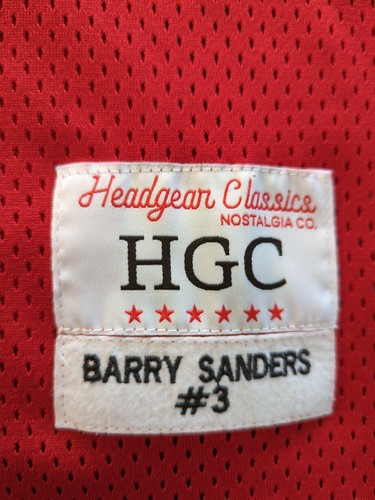 Headgear Classics
NOSTALGIA CO.
HGC
BARRY SANDERS
#3